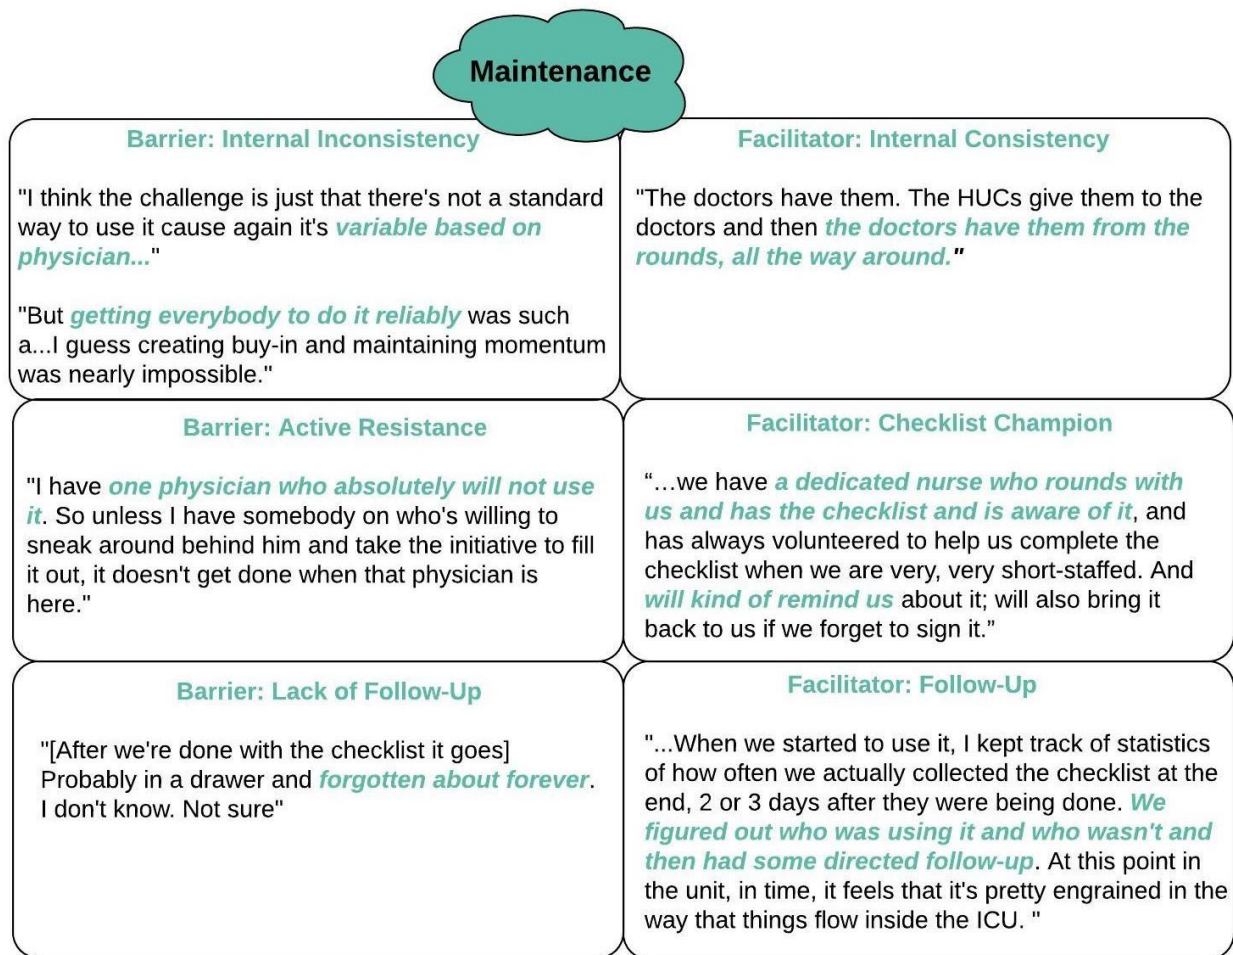 Maintenance
Barrier: Internal Inconsistency
"I think the challenge is just that there's not a standard
way to use it cause again it's variable based on
physician..."
"But getting everybody to do it reliably was such
a...I guess creating buy-in and maintaining momentum
was nearly impossible."
Facilitator: Internal Consistency
"The doctors have them. The HUCs give them to the
doctors and then the doctors have them from the
rounds, all the way around."
Barrier: Active Resistance
"I have one physician who absolutely will not use
it. So unless I have somebody on who's willing to
sneak around behind him and take the initiative to fill
it out, it doesn't get done when that physician is
here."
Facilitator: Checklist Champion
“…we have a dedicated nurse who rounds with
us and has the checklist and is aware of it, and
has always volunteered to help us complete the
checklist when we are very, very short-staffed. And
will kind of remind us about it; will also bring it
back to us if we forget to sign it.”
Barrier: Lack of Follow-Up
"[After we're done with the checklist it goes]
Probably in a drawer and forgotten about forever.
I don't know. Not sure"
Facilitator: Follow-Up
"...When we started to use it, I kept track of statistics
of how often we actually collected the checklist at the
end, 2 or 3 days after they were being done. We
figured out who was using it and who wasn't and
then had some directed follow-up. At this point in
the unit, in time, it feels that it's pretty engrained in the
way that things flow inside the ICU. "